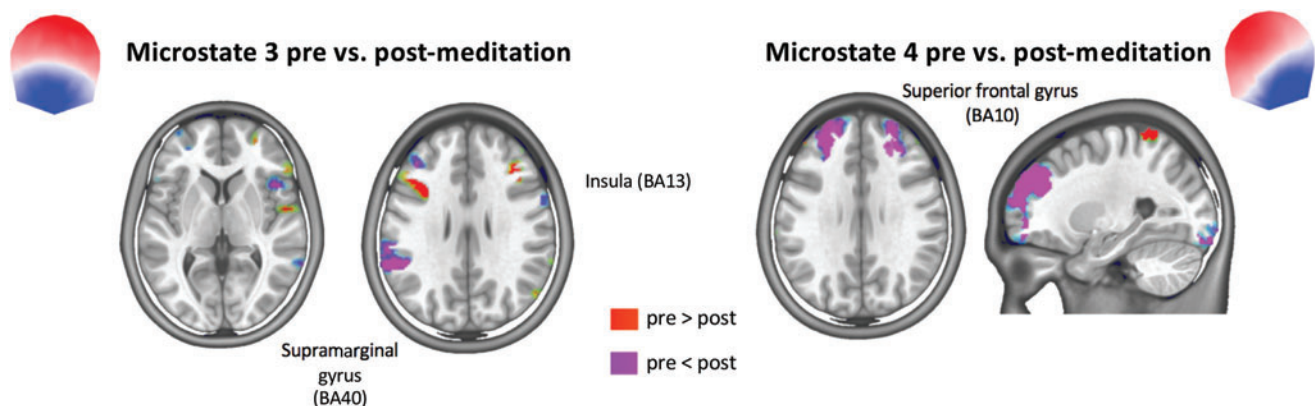 Microstate 3 pre vs. post-meditation
Microstate 4 pre vs. post-meditation
Superior frontal gyrus
(BA10)
Insula (BA13)
pre > post
pre < post
Supramarginal
gyrus
(BA40)